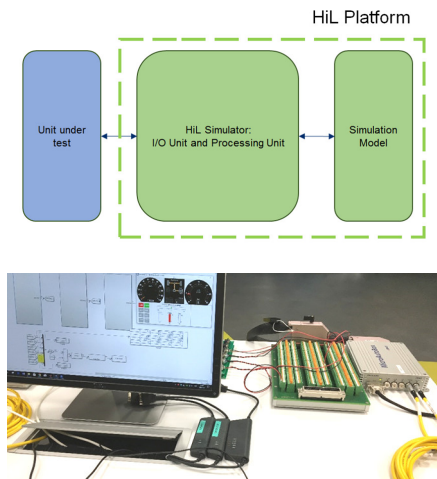 HiL Platform
Unit under
test
HiL Simulator:
I/O Unit and Processing Unit
Simulation
Model